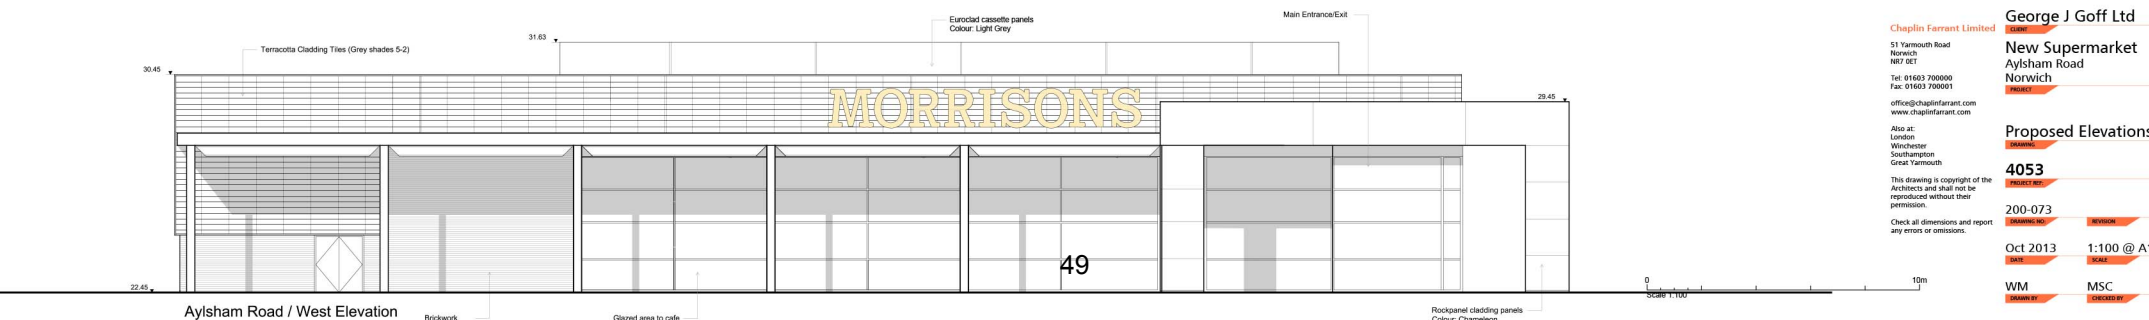 Terracotta Cladding Tiles (Grey shades 5-2)
Euroclad cassette panels
Colour: Light Grey
Main Entrance/Exit
31.63
30.45
29.45
22.45
MORRISONS
49
Aylsham Road / West Elevation
Brickwork
Glazed area to cafe
Rockpanel cladding panels
Colour: Chameleon
0
10m
Scale 1:100
Chaplin Farrant Limited
51 Yarmouth Road
Norwich
NR7 0ET
Tel: 01603 700000
Fax: 01603 700001
office@chaplinfarrant.com
www.chaplinfarrant.com
Also at:
London
Winchester
Southampton
Great Yarmouth
This drawing is copyright of the
Architects and shall not be
reproduced without their
permission.
Check all dimensions and report
any errors or omissions.
George J Goff Ltd
CLIENT
New Supermarket
Aylsham Road
Norwich
PROJECT
Proposed Elevations
DRAWING
4053
PROJECT REF:
200-073
DRAWING NO: REVISION
Oct 2013 1:100 @ A1
DATE SCALE
WM MSC
DRAWN BY CHECKED BY